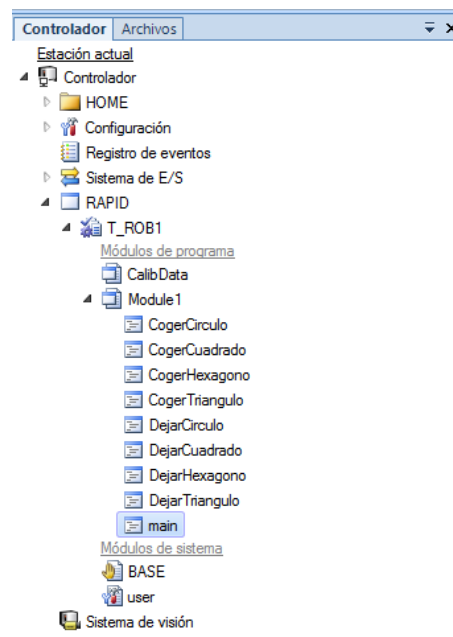 Controlador Archivos
Estación actual
Controlador
HOME
Configuración
Registro de eventos
Sistema de E/S
RAPID
T_ROB1
Módulos de programa
CalibData
Module1
CogerCirculo
CogerCuadrado
CogerHexagono
CogerTriangulo
DejarCirculo
DejarCuadrado
DejarHexagono
DejarTriangulo
main
Módulos de sistema
BASE
user
Sistema de visión